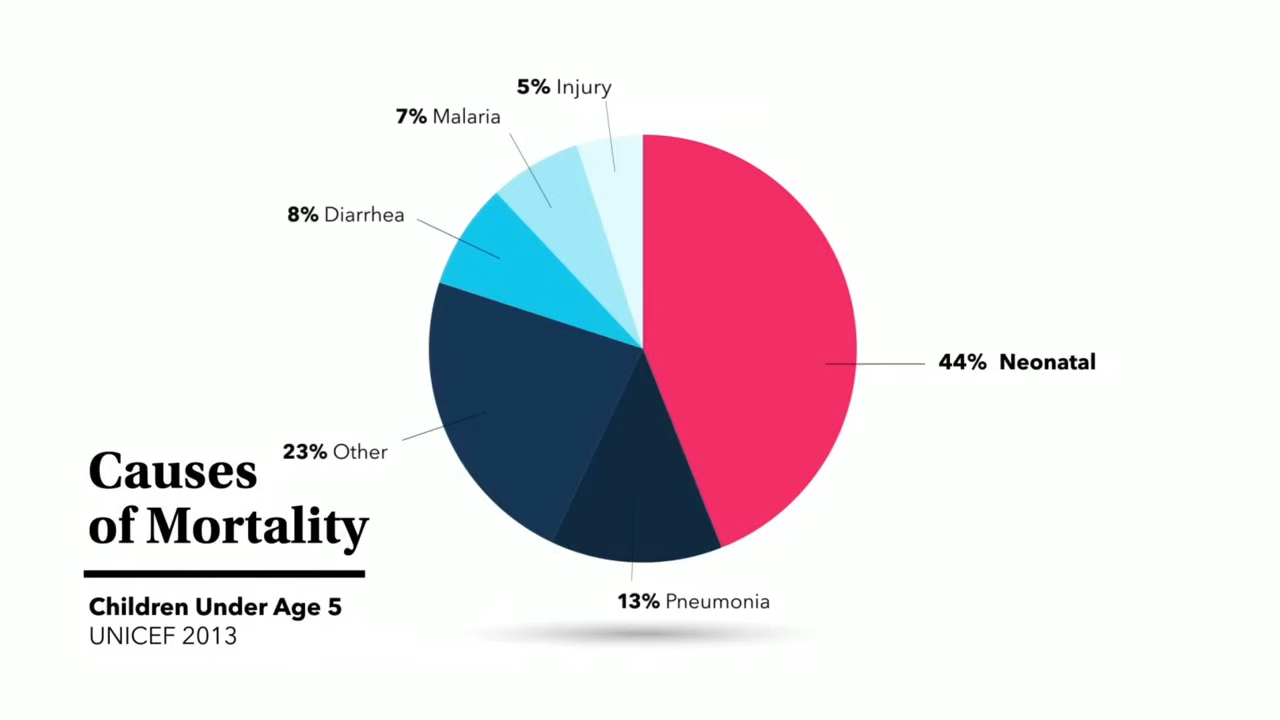 5% Injury
7% Malaria
8% Diarrhea
44% Neonatal
23% Other
Causes
of Mortality
13% Pneumonia
Children Under Age 5
UNICEF 2013